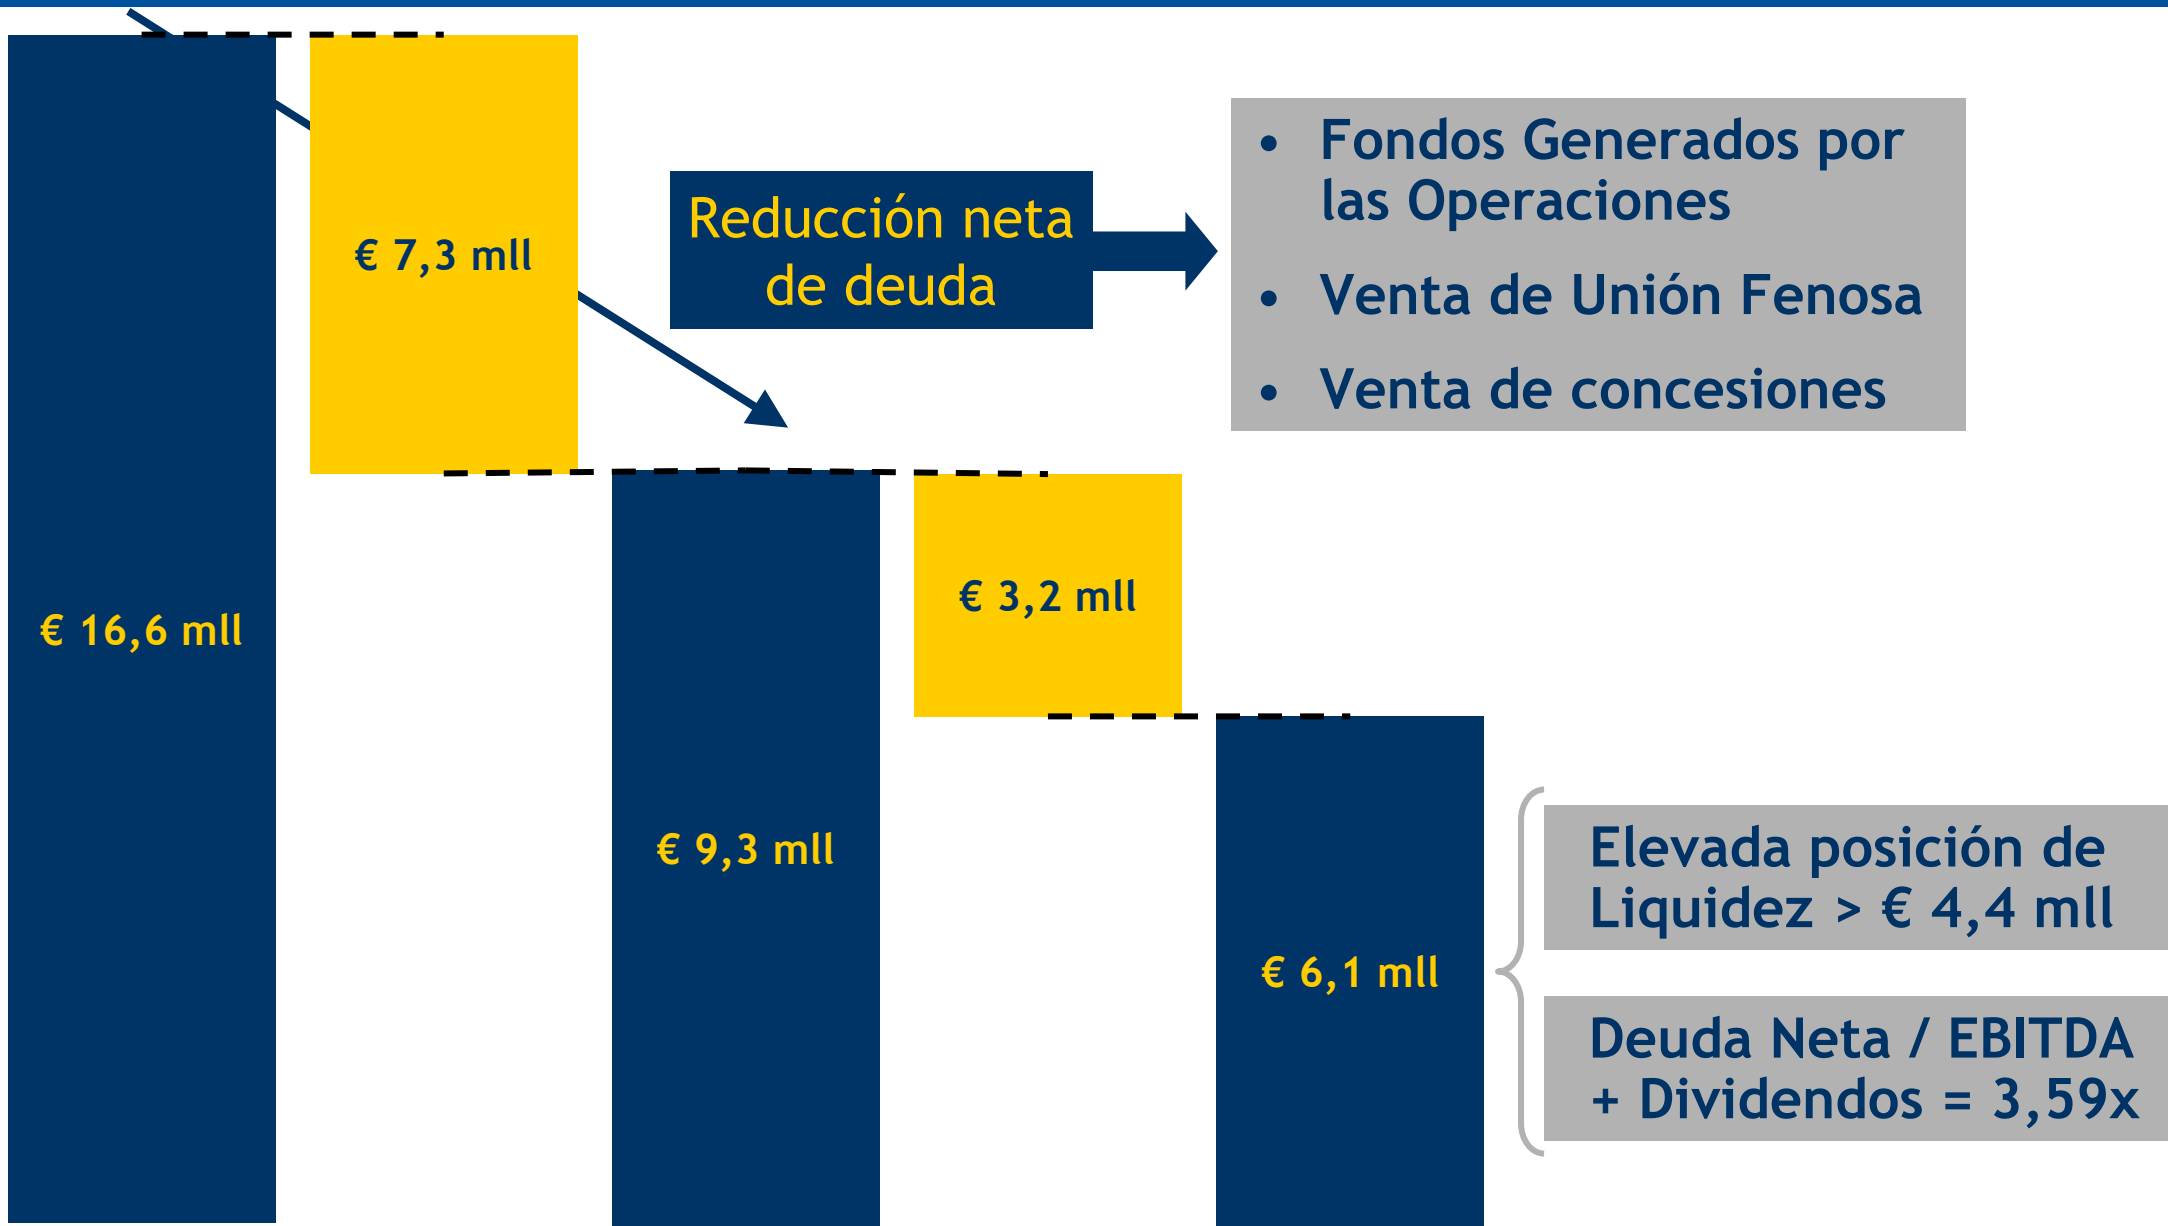 € 16,6 mll
€ 7,3 mll
Reducción neta
de deuda
• Fondos Generados por
las Operaciones
• Venta de Unión Fenosa
• Venta de concesiones
€ 9,3 mll
€ 3,2 mll
€ 6,1 mll
Elevada posición de
Liquidez > € 4,4 mll
Deuda Neta / EBITDA
+ Dividendos = 3,59x